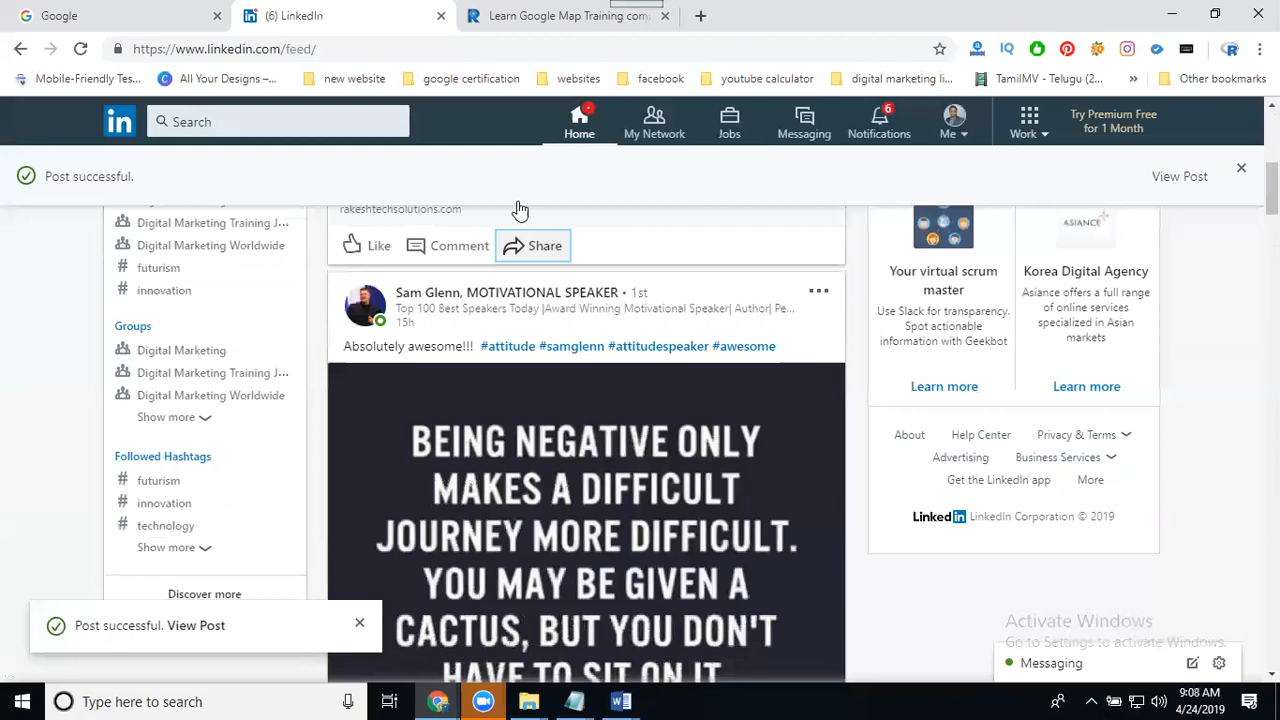 Google
(6) LinkedIn
Learn Google Map Training com
https://www.linkedin.com/feed/
Mobile-Friendly Tes...
All Your Designs –...
new website
google certification
websites
facebook
youtube calculator
digital marketing li...
TamilMV - Telugu (2...
Other bookmarks
in
Search
Home
My Network
Jobs
Messaging
6
Notifications
Me
Work
Try Premium Free
for 1 Month
Post successful.
View Post
Digital Marketing Training J...
Digital Marketing Worldwide
# futurism
# innovation
Groups
Digital Marketing
Digital Marketing Training J...
Digital Marketing Worldwide
Show more
Followed Hashtags
# futurism
# innovation
# technology
Show more
Discover more
rakeshtechsolutions.com
Like
Comment
Share
Sam Glenn, MOTIVATIONAL SPEAKER • 1st
Top 100 Best Speakers Today |Award Winning Motivational Speaker| Author| Pe...
15h
Absolutely awesome!!! #attitude #samglenn #attitudespeaker #awesome
BEING NEGATIVE ONLY
MAKES A DIFFICULT
JOURNEY MORE DIFFICULT.
YOU MAY BE GIVEN A
CACTUS, BUT YOU DON'T
HAVE TO SIT ON IT
ASIANCE
Your virtual scrum
master
Use Slack for transparency.
Spot actionable
information with Geekbot
Learn more
Korea Digital Agency
Asiance offers a full range
of online services
specialized in Asian
markets
Learn more
About
Help Center
Privacy & Terms
Advertising
Business Services
Get the LinkedIn app
More
Linked in LinkedIn Corporation © 2019
Post successful. View Post
Activate Windows
Go to Settings to activate Windows.
Messaging
Type here to search
9:08 AM
4/24/2019